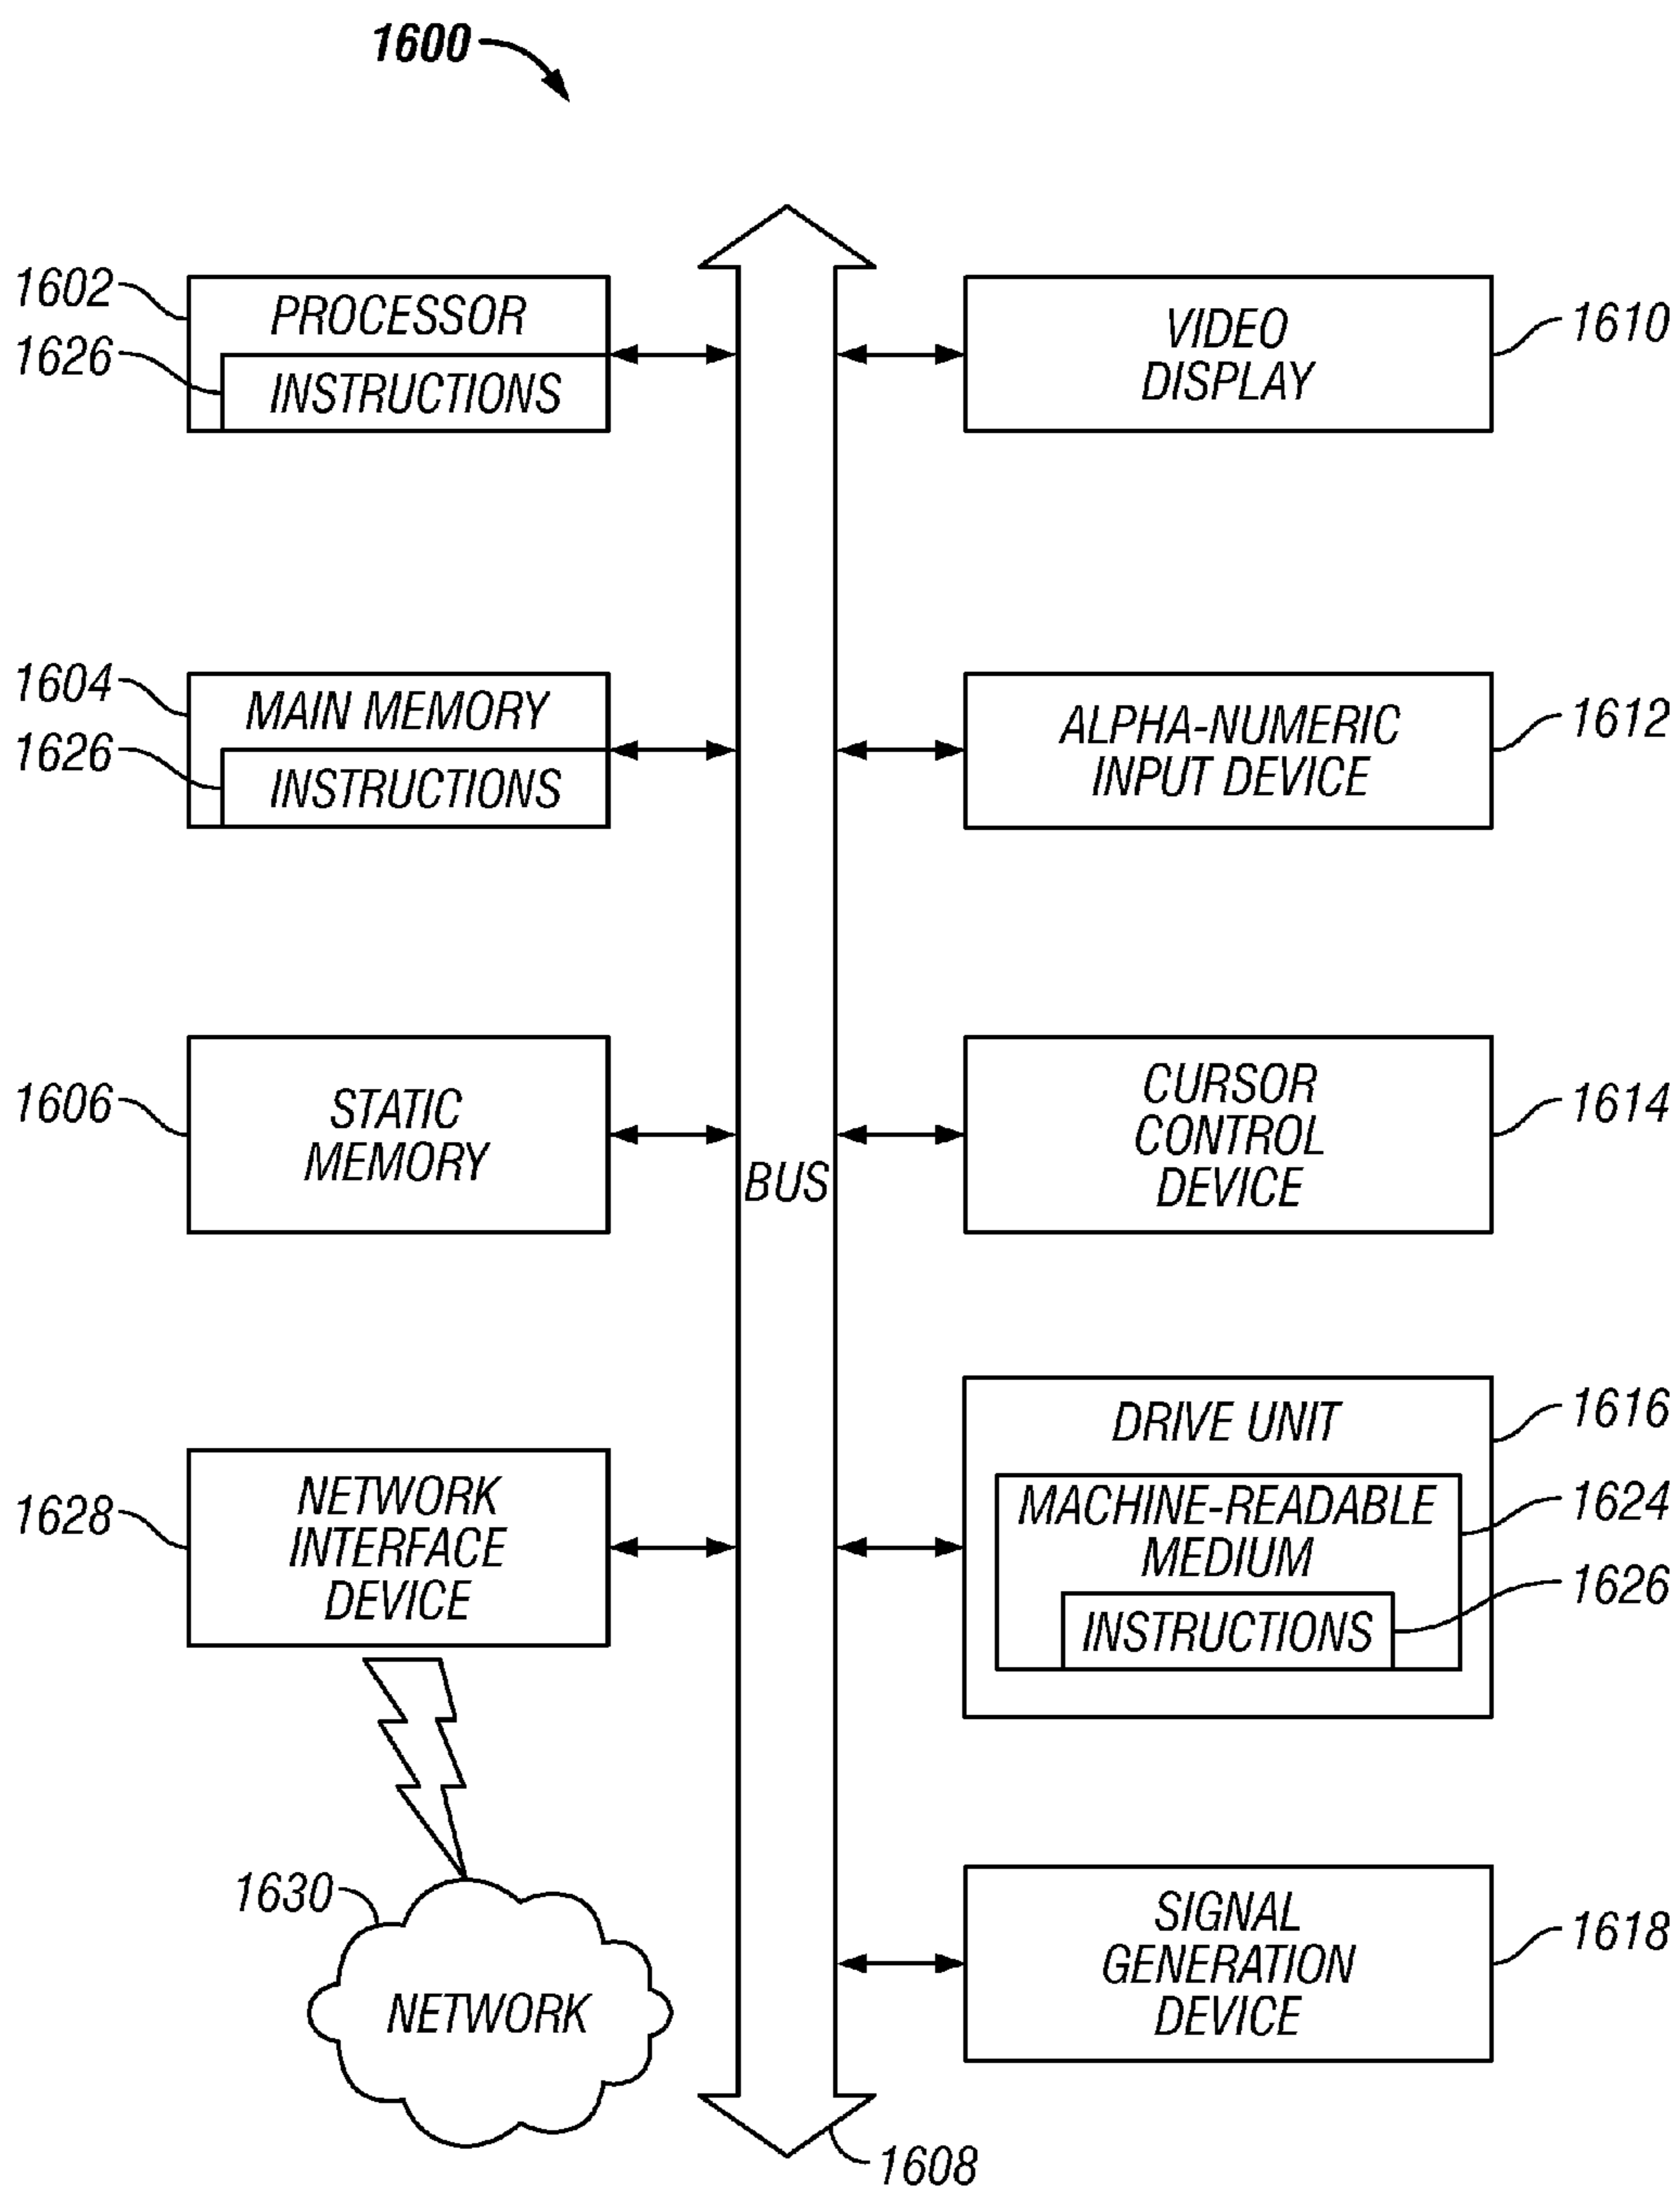 1600
1602
PROCESSOR
1626
INSTRUCTIONS
VIDEO
DISPLAY
1610
1604
MAIN MEMORY
1626
INSTRUCTIONS
ALPHA-NUMERIC
INPUT DEVICE
1612
1606
STATIC
MEMORY
BUS
CURSOR
CONTROL
DEVICE
1614
1628
NETWORK
INTERFACE
DEVICE
DRIVE UNIT
1616
MACHINE-READABLE
MEDIUM
1624
INSTRUCTIONS
1626
1630
NETWORK
SIGNAL
GENERATION
DEVICE
1618
1608